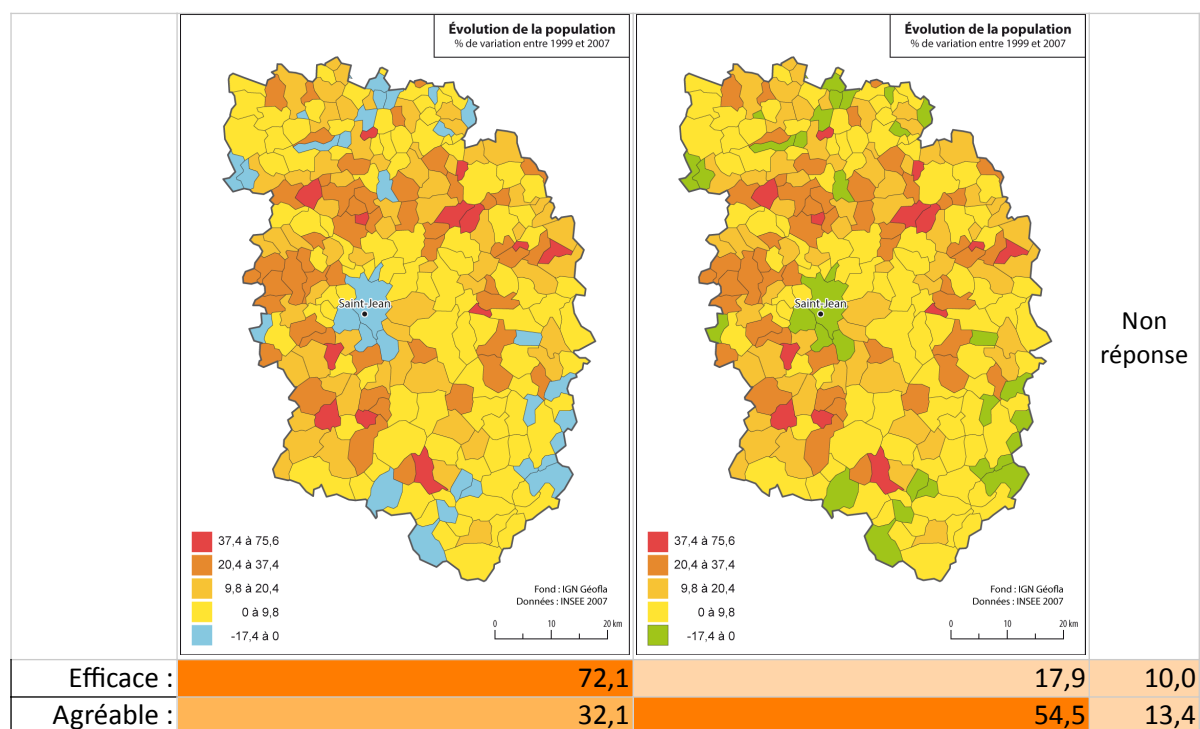 Évolution de la population
% de variation entre 1999 et 2007
Saint-Jean
37,4 à 75,6
20,4 à 37,4
9,8 à 20,4
0 à 9,8
-17,4 à 0
Fond : IGN Géofla
Données : INSEE 2007
0 10 20 km
Évolution de la population
% de variation entre 1999 et 2007
Saint-Jean
37,4 à 75,6
20,4 à 37,4
9,8 à 20,4
0 à 9,8
-17,4 à 0
Fond : IGN Géofla
Données : INSEE 2007
0 10 20 km
Non
réponse
Efficace : 72,1 17,9 10,0
Agréable : 32,1 54,5 13,4